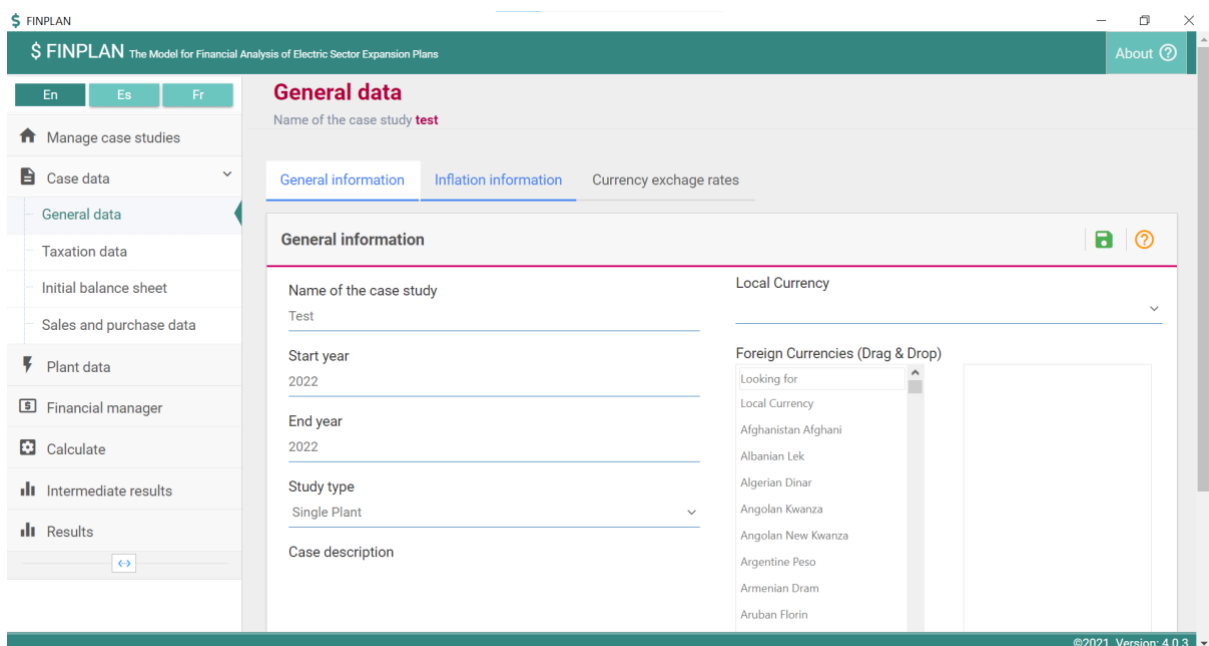 $ FINPLAN
$ FINPLAN The Model for Financial Analysis of Electric Sector Expansion Plans
About ?
En Es Fr
Manage case studies
Case data
General data
Taxation data
Initial balance sheet
Sales and purchase data
Plant data
Financial manager
Calculate
Intermediate results
Results
General data
Name of the case study test
General information Inflation information Currency exchage rates
General information
?
Name of the case study
Test
Start year
2022
End year
2022
Study type
Single Plant
Case description
Local Currency
Foreign Currencies (Drag & Drop)
Looking for
Local Currency
Afghanistan Afghani
Albanian Lek
Algerian Dinar
Angolan Kwanza
Angolan New Kwanza
Argentine Peso
Armenian Dram
Aruban Florin
©2021 Version: 4.0.3